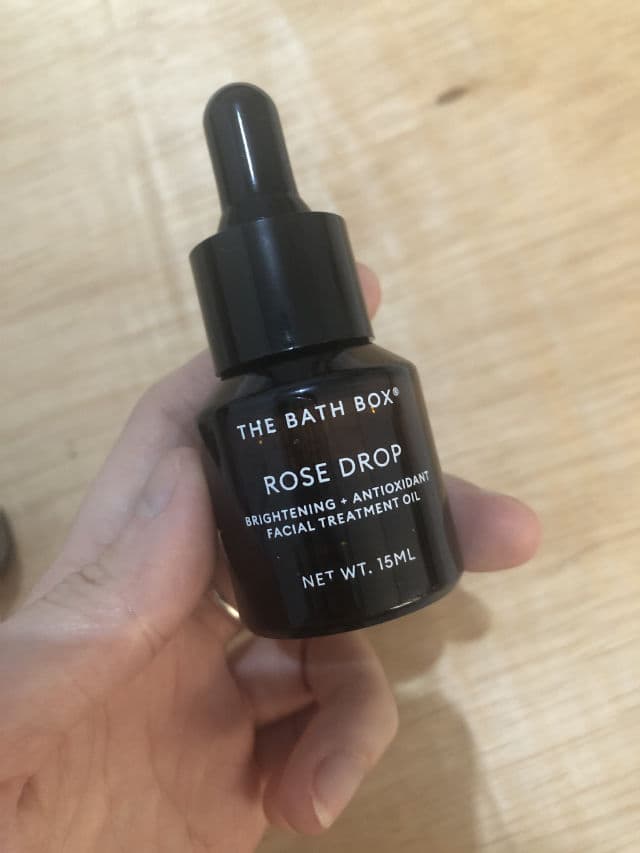 THE BATH BOX®
ROSE DROP
BRIGHTENING + ANTIOXIDANT
FACIAL TREATMENT OIL
NET WT. 15ML